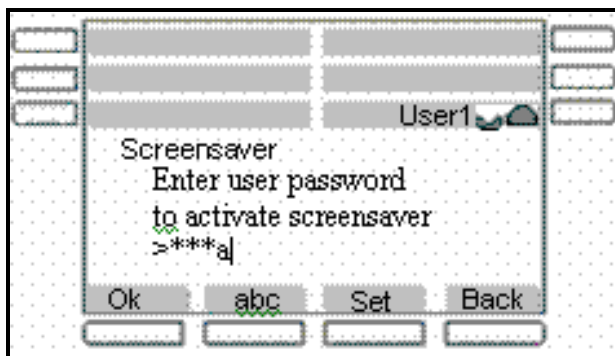 User1
Screensaver
Enter user password
to activate screensaver
>***a
Ok abc Set Back